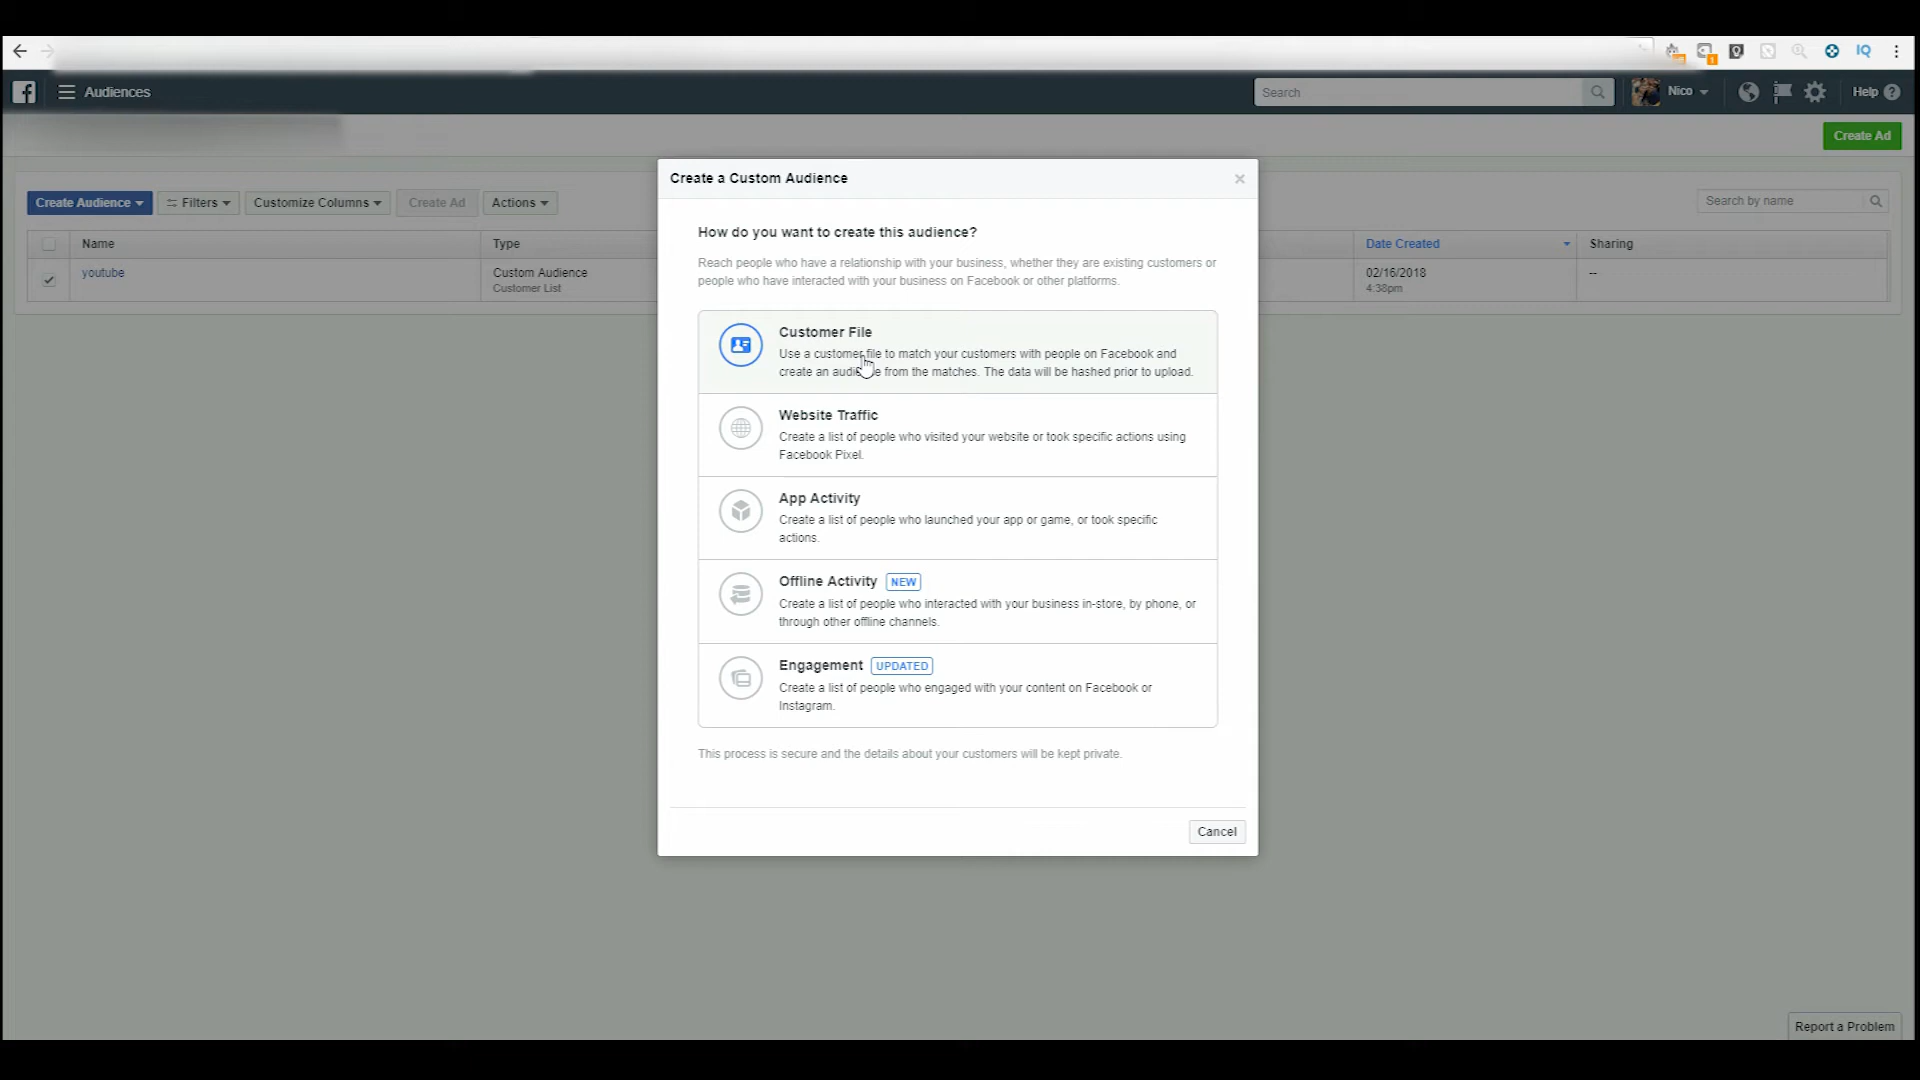 IQ
Audiences
Search
Nico
Help
Create Ad
Create a Custom Audience
Create Audience
Filters
Customize Columns
Create Ad
Actions
Search by name
Name
Type
Date Created
Sharing
youtube
Custom Audience
Customer List
02/16/2018
4:38pm
--
How do you want to create this audience?
Reach people who have a relationship with your business, whether they are existing customers or
people who have interacted with your business on Facebook or other platforms.
Customer File
Use a customer file to match your customers with people on Facebook and
create an audience from the matches. The data will be hashed prior to upload.
Website Traffic
Create a list of people who visited your website or took specific actions using
Facebook Pixel.
App Activity
Create a list of people who launched your app or game, or took specific
actions.
Offline Activity NEW
Create a list of people who interacted with your business in-store, by phone, or
through other offline channels.
Engagement UPDATED
Create a list of people who engaged with your content on Facebook or
Instagram.
This process is secure and the details about your customers will be kept private.
Cancel
Report a Problem